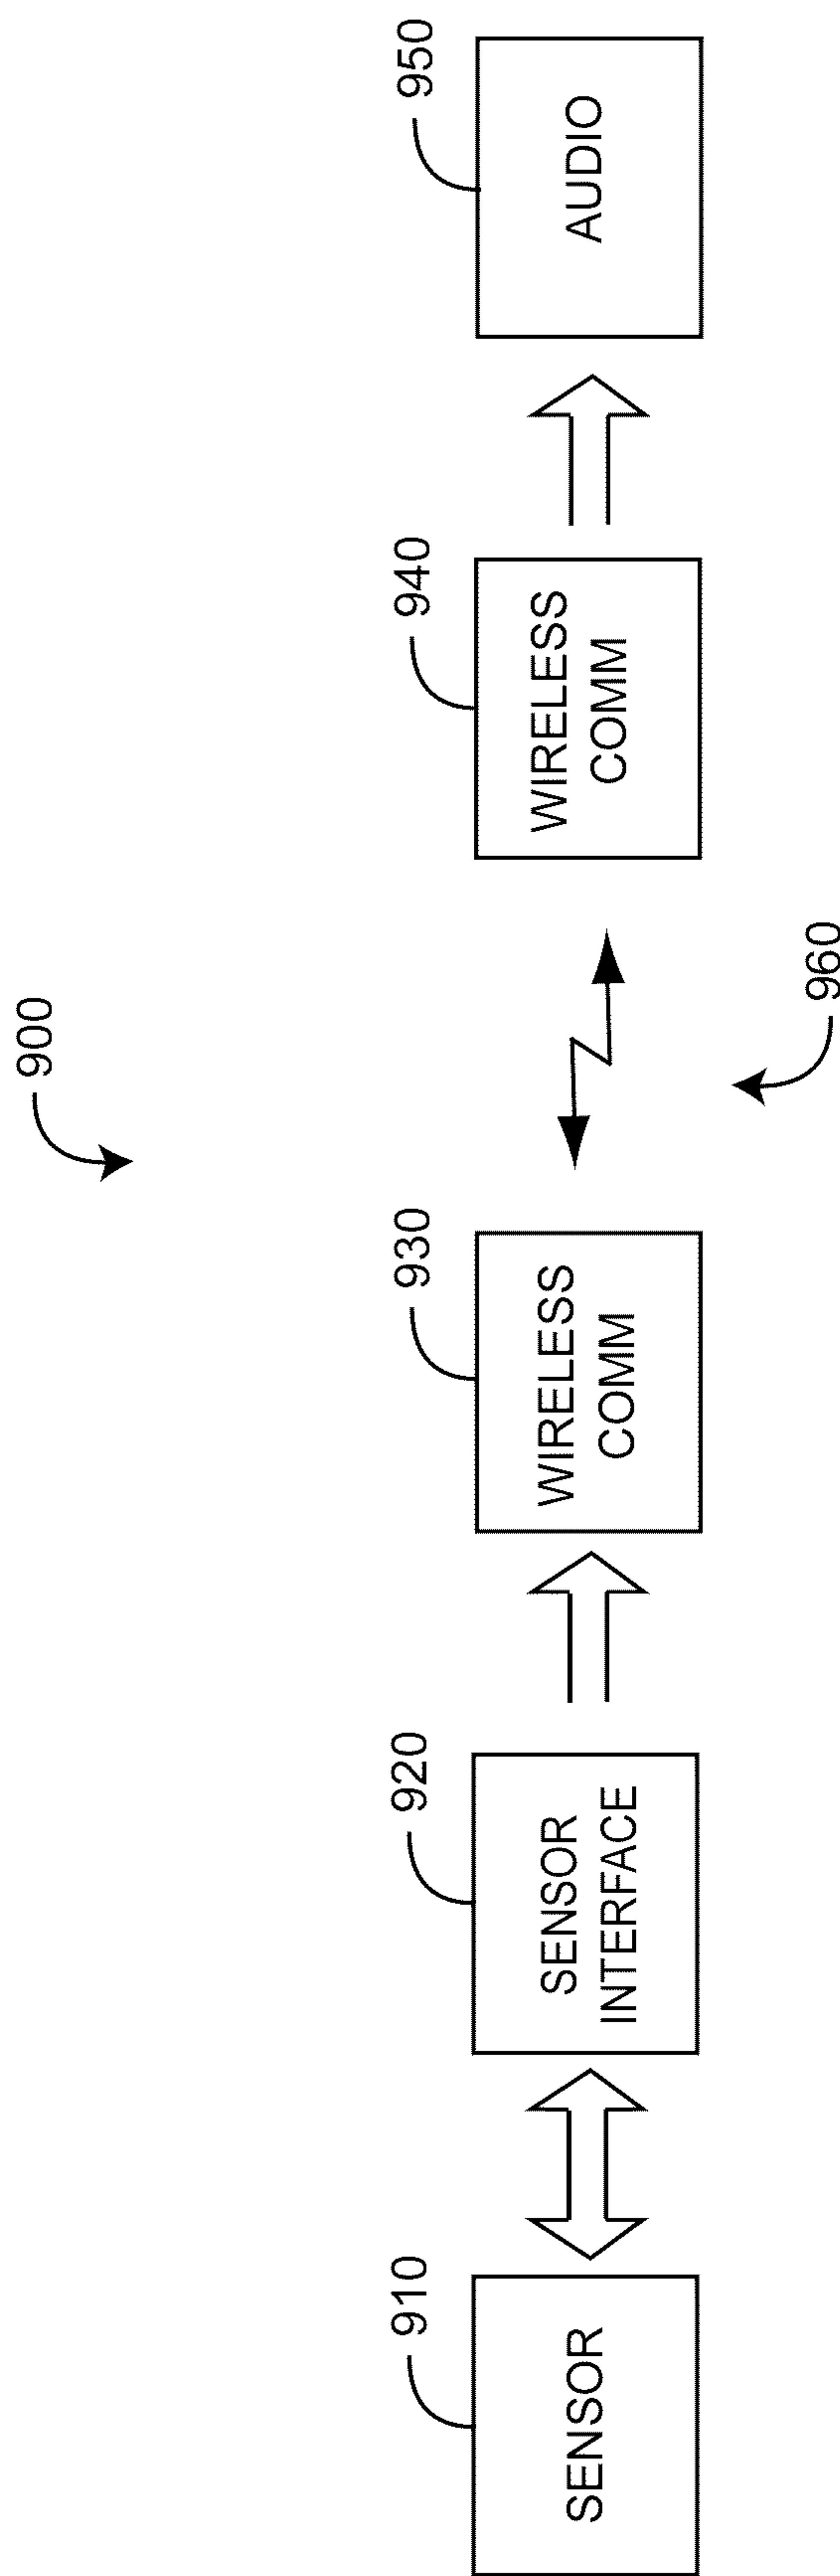 900
910
920
930
940
950
SENSOR
SENSOR
INTERFACE
WIRELESS
COMM
WIRELESS
COMM
AUDIO
960